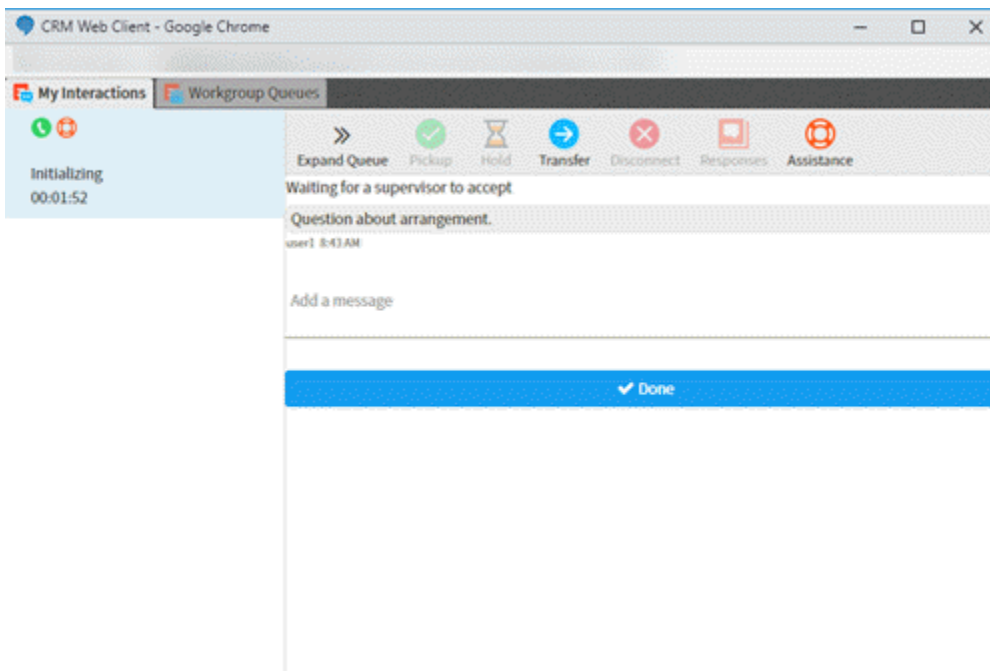 CRM Web Client - Google Chrome
My Interactions Workgroup Queues
Initializing
00:01:52
Expand Queue Pickup Hold Transfer Disconnect Responses Assistance
Waiting for a supervisor to accept
Question about arrangement.
user1 8:43 AM
Add a message
Done